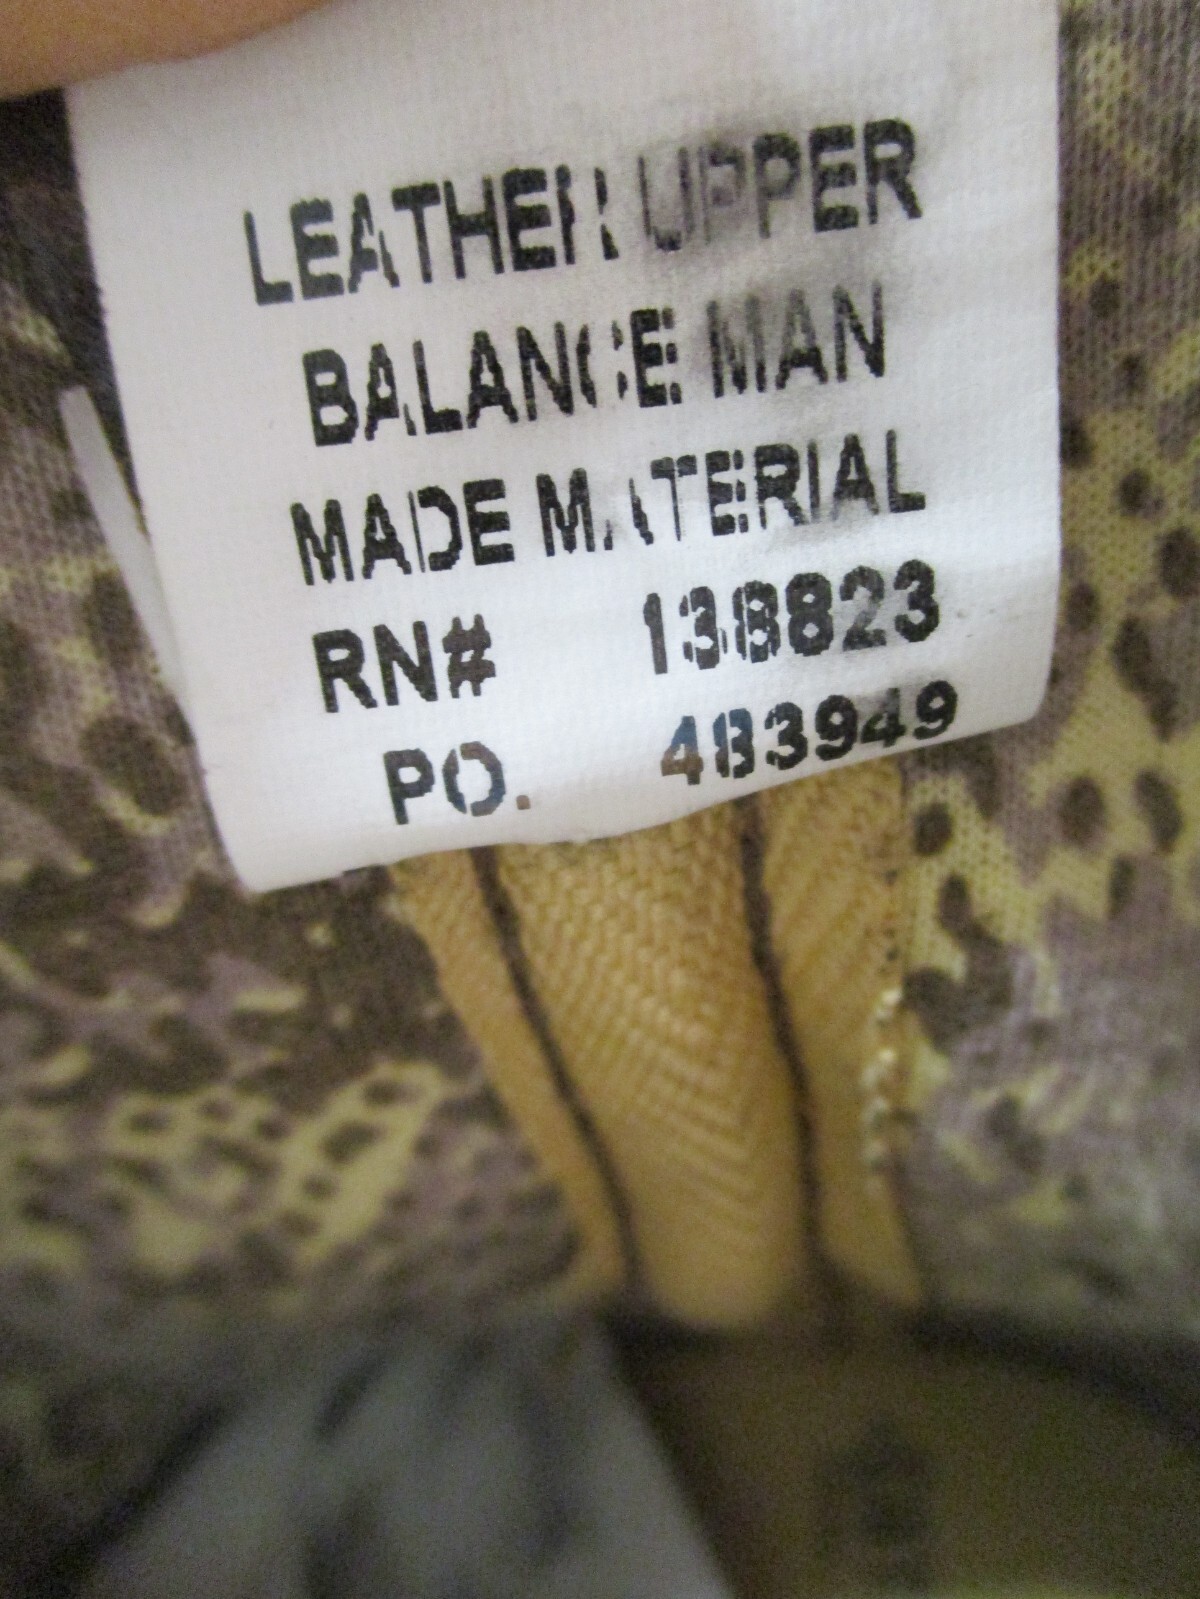 LEATHER UPPER
BALANCE MAN
MADE MATERIAL
RN# 138823
PO. 483949